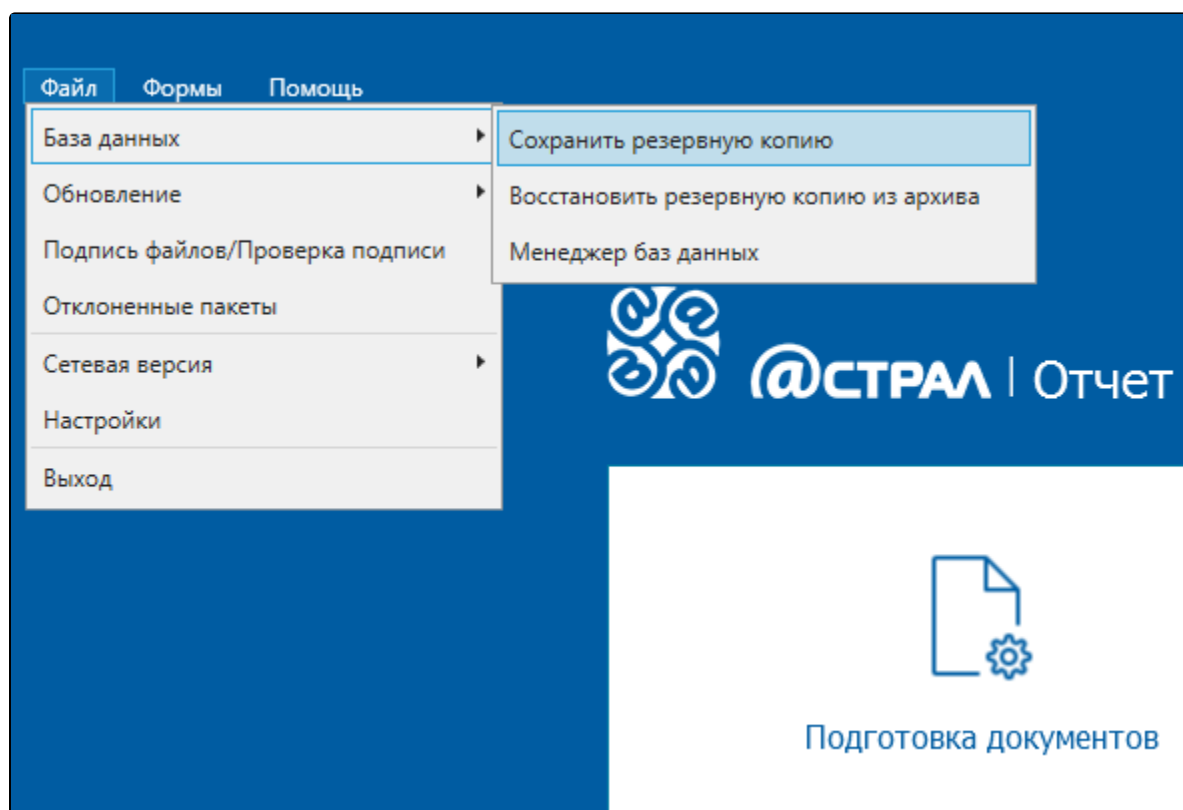 Файл Формы Помощь
База данных
Сохранить резервную копию
Обновление
Восстановить резервную копию из архива
Подпись файлов/Проверка подписи
Менеджер баз данных
Отклоненные пакеты
Сетевая версия
Настройки
Выход
@СТРАЛ | Отчет
Подготовка документов